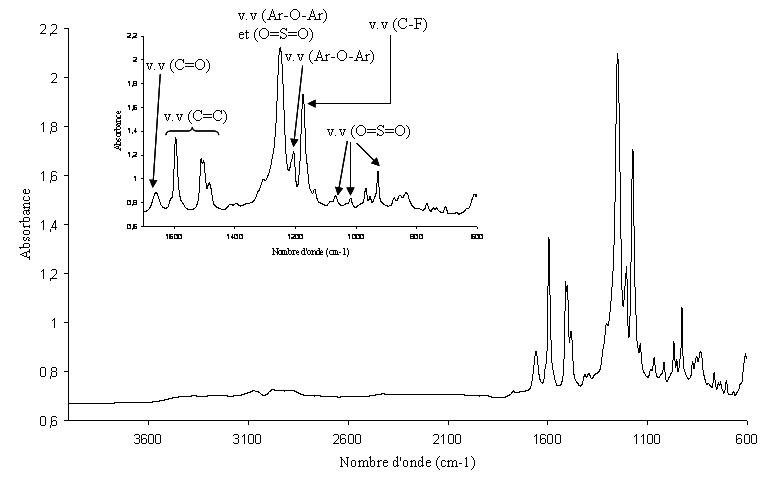 v.v (Ar-O-Ar)
et (O=S=O)
v.v (C-F)
v.v (Ar-O-Ar)
v.v (C=O)
v.v (C=C)
v.v (O=S=O)
2,2
2
1,8
1,6
1,4
1,2
1
0,8
0,6
Absorbance
1600
1400
1200
1000
800
600
Nombre d'onde (cm-1)
2,2
2
1,8
1,6
1,4
1,2
1
0,8
0,6
Absorbance
3600
3100
2600
2100
1600
1100
600
Nombre d'onde (cm-1)